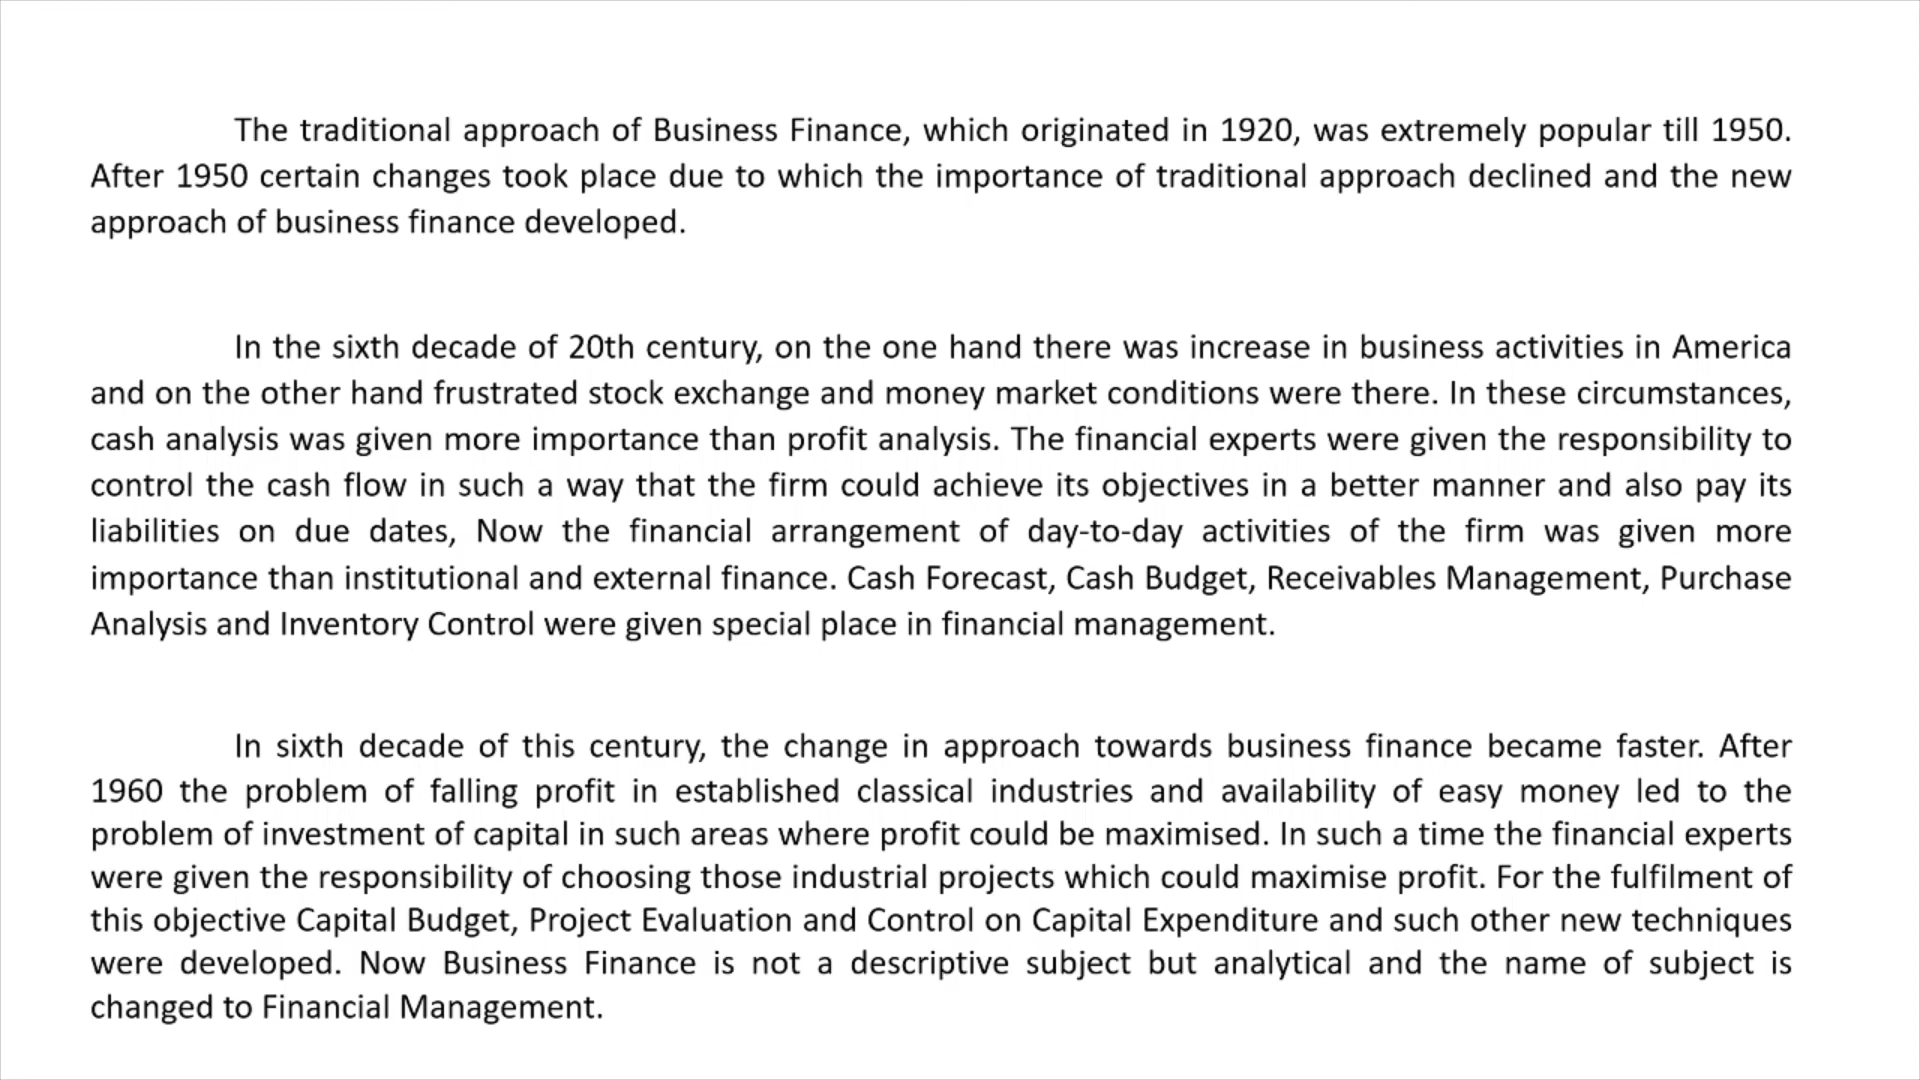 The traditional approach of Business Finance, which originated in 1920, was extremely popular till 1950.
After 1950 certain changes took place due to which the importance of traditional approach declined and the new
approach of business finance developed.
In the sixth decade of 20th century, on the one hand there was increase in business activities in America
and on the other hand frustrated stock exchange and money market conditions were there. In these circumstances,
cash analysis was given more importance than profit analysis. The financial experts were given the responsibility to
control the cash flow in such a way that the firm could achieve its objectives in a better manner and also pay its
liabilities on due dates, Now the financial arrangement of day-to-day activities of the firm was given more
importance than institutional and external finance. Cash Forecast, Cash Budget, Receivables Management, Purchase
Analysis and Inventory Control were given special place in financial management.
In sixth decade of this century, the change in approach towards business finance became faster. After
1960 the problem of falling profit in established classical industries and availability of easy money led to the
problem of investment of capital in such areas where profit could be maximised. In such a time the financial experts
were given the responsibility of choosing those industrial projects which could maximise profit. For the fulfilment of
this objective Capital Budget, Project Evaluation and Control on Capital Expenditure and such other new techniques
were developed. Now Business Finance is not a descriptive subject but analytical and the name of subject is
changed to Financial Management.